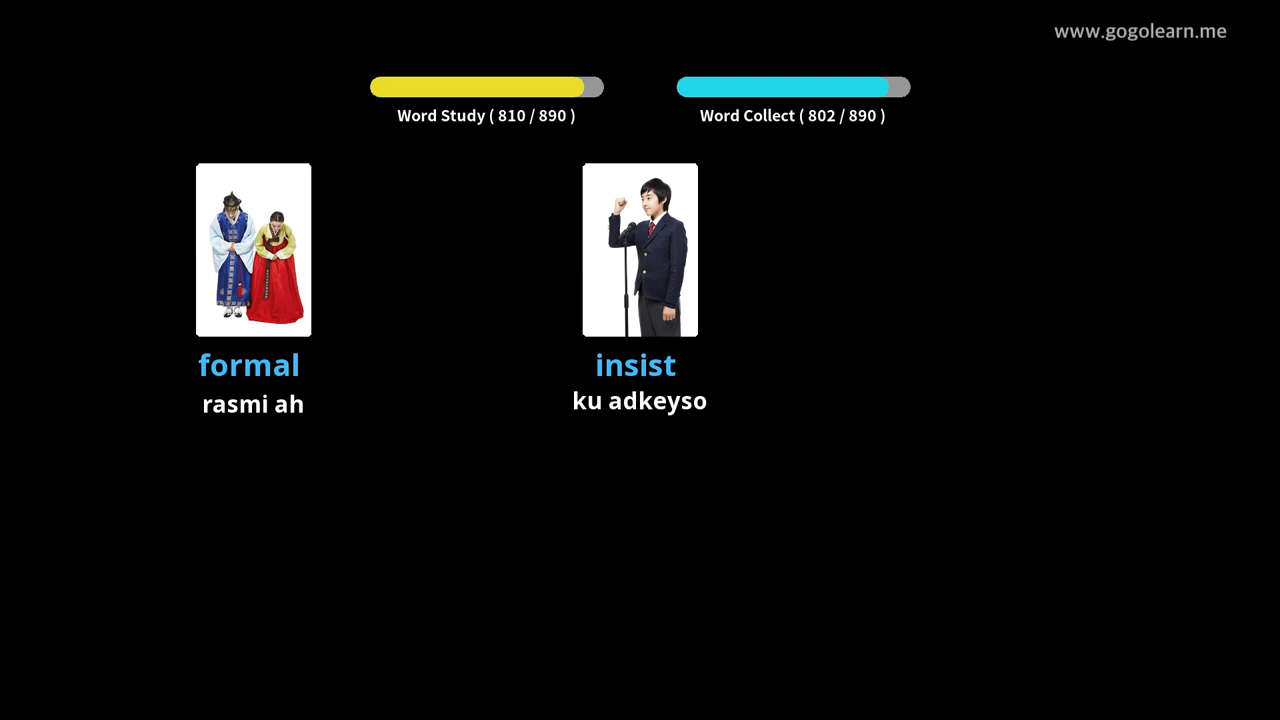 www.gogolearn.me
Word Study ( 810 / 890 )
Word Collect ( 802 / 890 )
formal
rasmi ah
insist
ku adkeyso